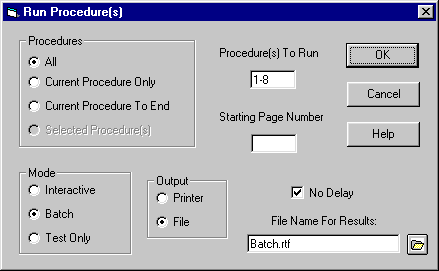 Run Procedure(s)
Procedures
All
Current Procedure Only
Current Procedure To End
Selected Procedure(s)
Procedure(s) To Run
1-8
Starting Page Number
OK
Cancel
Help
Mode
Interactive
Batch
Test Only
Output
Printer
File
No Delay
File Name For Results:
Batch.rtf